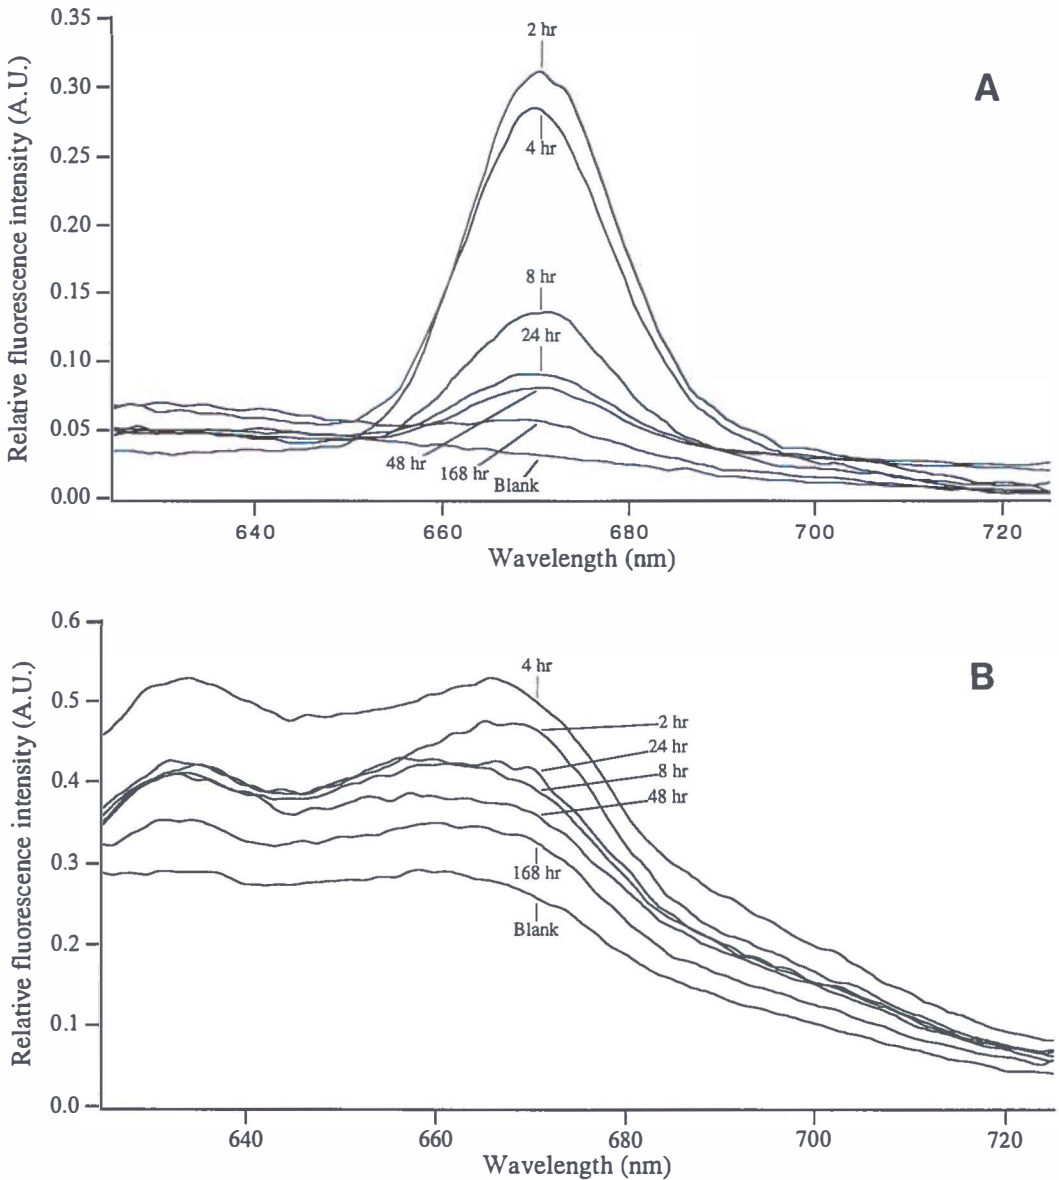 0.35
2 hr
A
0.30
4 hr
0.25
0.20
0.15
8 hr
24 hr
0.10
0.05
48 hr
168 hr
Blank
0.00
Relative fluorescence intensity (A.U.)
640 660 680 700 720
Wavelength (nm)
0.6
4 hr
B
0.5
2 hr
24 hr
0.4
8 hr
48 hr
0.3
168 hr
Blank
0.2
0.1
0.0
Relative fluorescence intensity (A.U.)
640 660 680 700 720
Wavelength (nm)